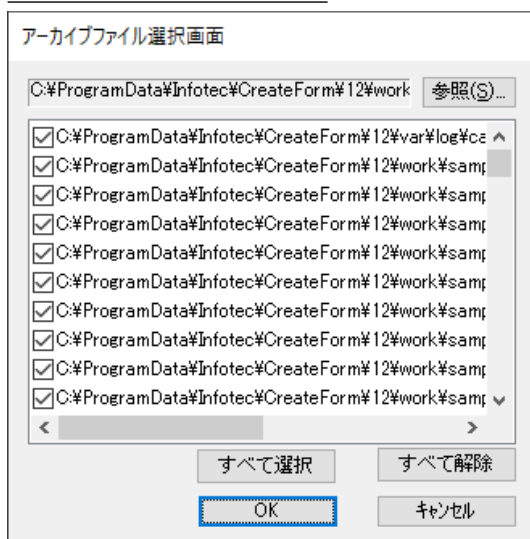 アーカイブファイル選択画面
C:¥ProgramData¥Infotec¥CreateForm¥12¥work
参照(S)...
C:¥ProgramData¥Infotec¥CreateForm¥12¥var¥log¥ca
C:¥ProgramData¥Infotec¥CreateForm¥12¥work¥samp
C:¥ProgramData¥Infotec¥CreateForm¥12¥work¥samp
C:¥ProgramData¥Infotec¥CreateForm¥12¥work¥samp
C:¥ProgramData¥Infotec¥CreateForm¥12¥work¥samp
C:¥ProgramData¥Infotec¥CreateForm¥12¥work¥samp
C:¥ProgramData¥Infotec¥CreateForm¥12¥work¥samp
C:¥ProgramData¥Infotec¥CreateForm¥12¥work¥samp
C:¥ProgramData¥Infotec¥CreateForm¥12¥work¥samp
C:¥ProgramData¥Infotec¥CreateForm¥12¥work¥samp
すべて選択
すべて解除
OK
キャンセル